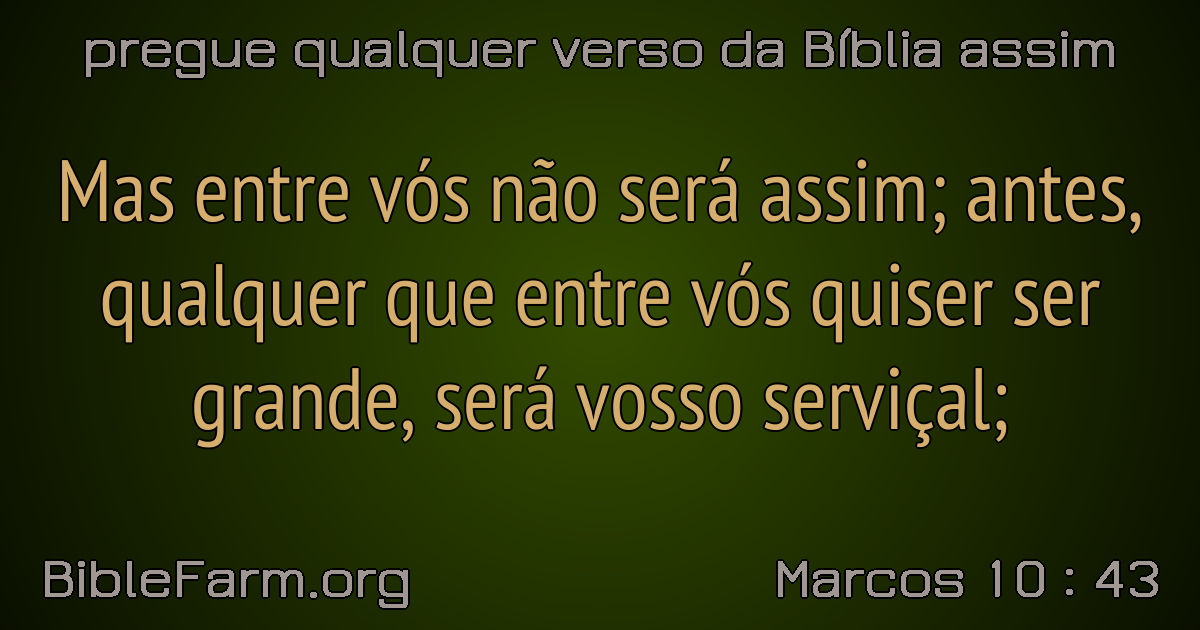 pregue qualquer verso da Bíblia assim
Mas entre vós não será assim; antes,
qualquer que entre vós quiser ser
grande, será vosso serviçal;
BibleFarm.org
Marcos 10 : 43